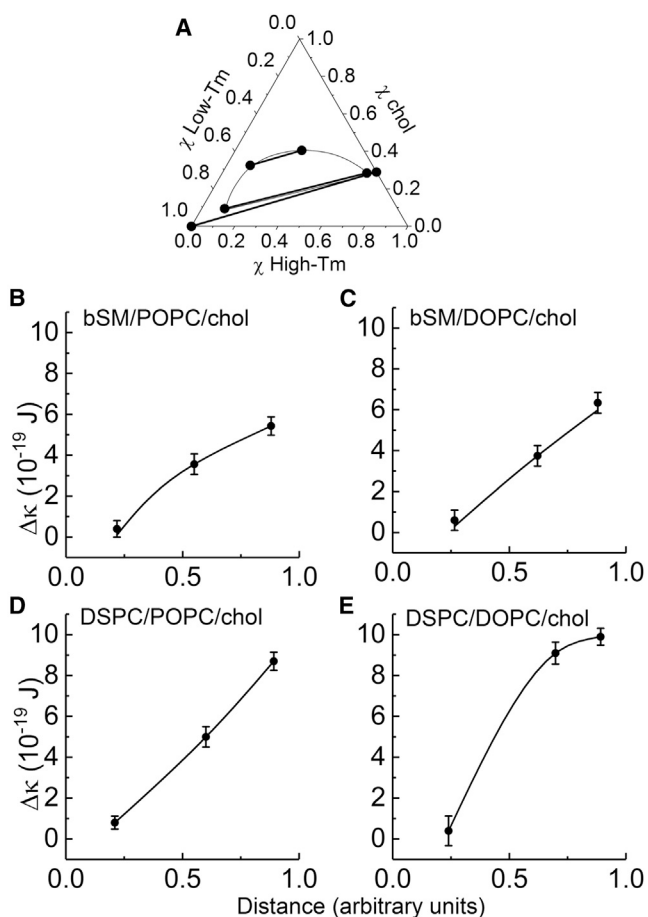 A
0.0
1.0
0.2
0.8
0.4
0.6
0.6
0.4
0.8
0.2
1.0
0.0
χ Low-Tm
χ chol
0.0 0.2 0.4 0.6 0.8 1.0
χ High-Tm
B
bSM/POPC/chol
10
8
6
4
2
0
Δκ (10⁻¹⁹ J)
0.0 0.5 1.0
C
bSM/DOPC/chol
10
8
6
4
2
0
0.0 0.5 1.0
D
DSPC/POPC/chol
10
8
6
4
2
0
Δκ (10⁻¹⁹ J)
0.0 0.5 1.0
E
DSPC/DOPC/chol
10
8
6
4
2
0
0.0 0.5 1.0
Distance (arbitrary units)